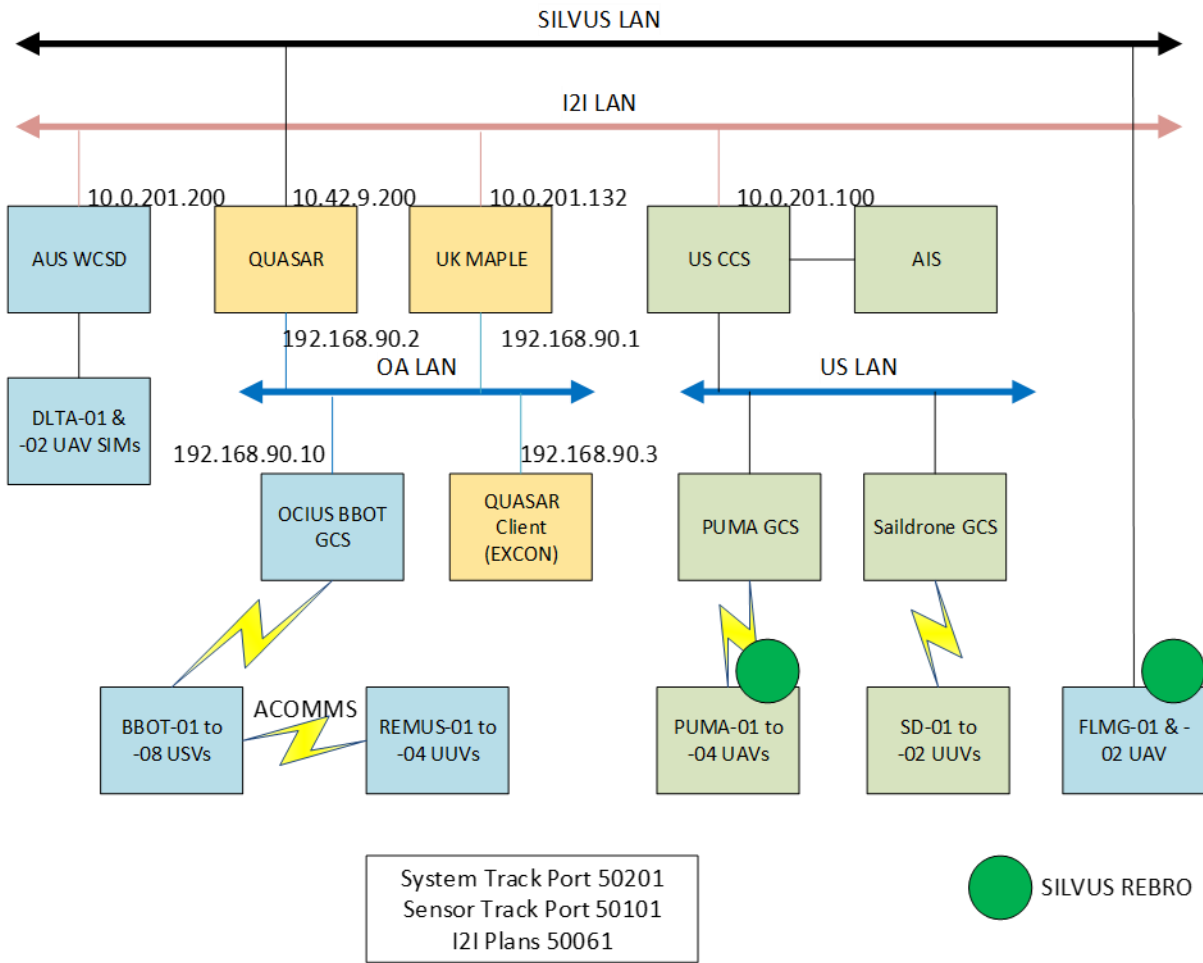 SILVUS LAN
I2I LAN
10.0.201.200
10.42.9.200
10.0.201.132
10.0.201.100
AUS WCSD
QUASAR
UK MAPLE
US CCS
AIS
192.168.90.2
192.168.90.1
OA LAN
US LAN
DLTA-01 &
-02 UAV SIMs
192.168.90.10
192.168.90.3
OCIUS BBOT
GCS
QUASAR
Client
(EXCON)
PUMA GCS
Saildrone GCS
ACOMMS
BBOT-01 to
-08 USVs
REMUS-01 to
-04 UUVs
PUMA-01 to
-04 UAVs
SD-01 to
-02 UUVs
FLMG-01 & -
02 UAV
System Track Port 50201
Sensor Track Port 50101
I2I Plans 50061
SILVUS REBRO